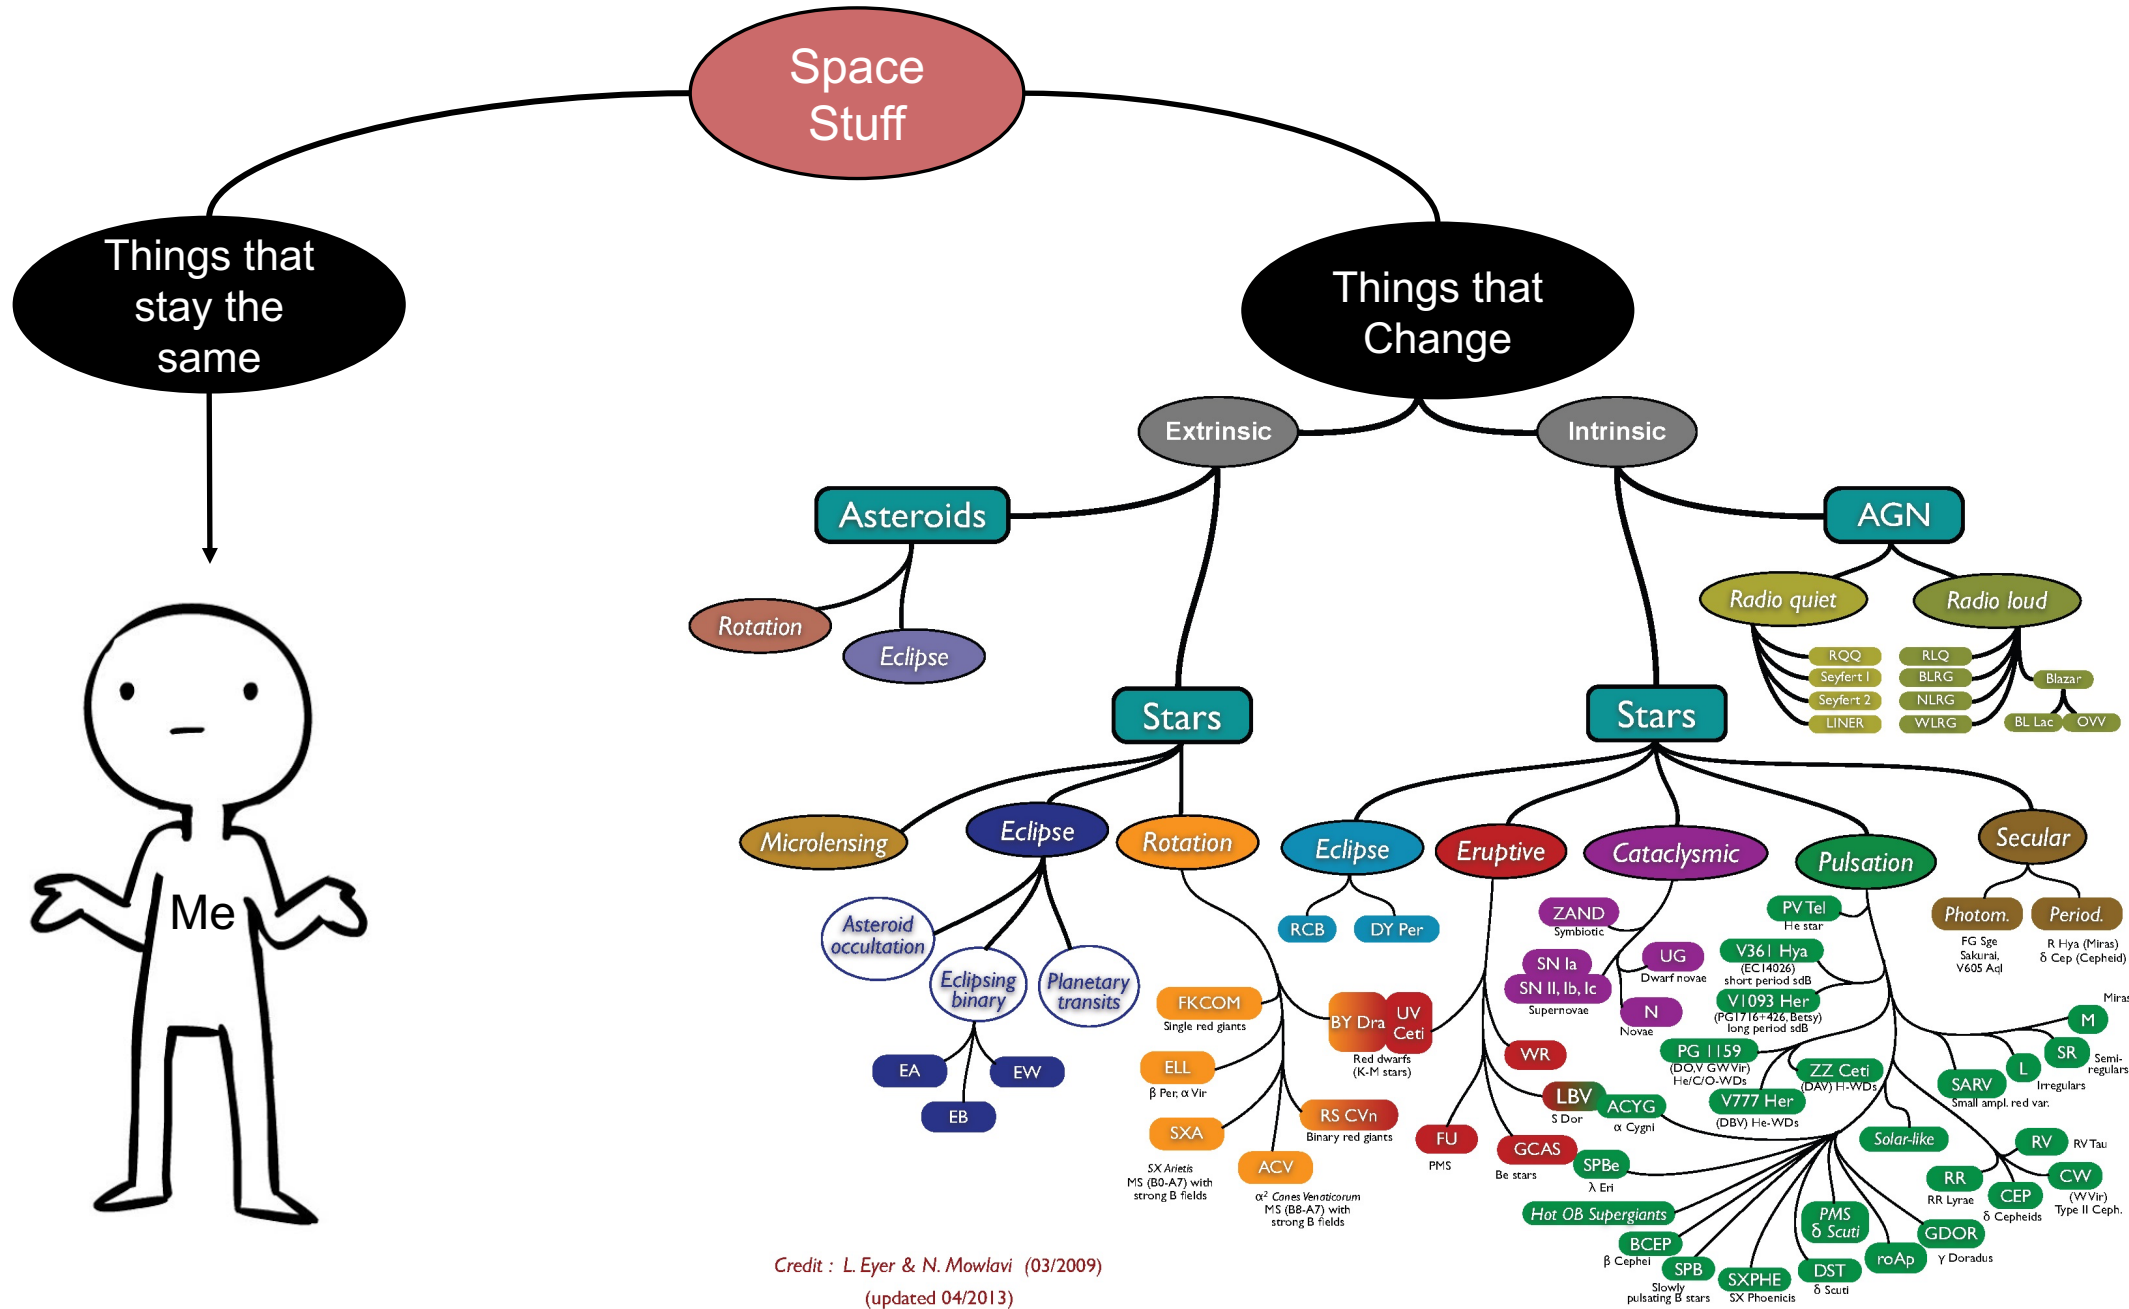 Space
Stuff
Things that
stay the
same
Things that
Change
Extrinsic
Intrinsic
Asteroids
AGN
Rotation
Eclipse
Radio quiet
Radio loud
RQQ
Seyfert 1
Seyfert 2
LINER
RLQ
BLRG
NLRG
WLRG
Blazar
BL Lac
OVV
Stars
Stars
Microlensing
Eclipse
Rotation
Eclipse
Eruptive
Cataclysmic
Pulsation
Secular
Me
Asteroid
occultation
Eclipsing
binary
Planetary
transits
EA
EB
EW
FKCOM
Single red giants
ELL
β Per, α Vir
SXA
SX Arietis
MS (B0-A7) with
strong B fields
ACV
α² Canes Venaticorum
MS (B8-A7) with
strong B fields
RS CVn
Binary red giants
BY Dra
UV
Ceti
Red dwarfs
(K-M stars)
RCB
DY Per
WR
LBV
S Dor
FU
PMS
GCAS
Be stars
ZAND
Symbiotic
SN Ia
SN II, Ib, Ic
Supernovae
UG
Dwarf novae
N
Novae
PV Tel
He star
V361 Hya
(EC14026)
short period sdB
V1093 Her
(PG1716+426, Betsy)
long period sdB
PG 1159
(DO,V GW Vir)
He/C/O-WDs
ZZ Ceti
(DAV) H-WDs
V777 Her
(DBV) He-WDs
ACYG
α Cygni
SPBe
λ Eri
Hot OB Supergiants
BCEP
β Cephei
SPB
Slowly
pulsating B stars
SXPHE
SX Phoenicis
DST
δ Scuti
PMS
δ Scuti
roAp
GDOR
γ Doradus
Solar-like
M
Miras
SR
Semi-
regulars
L
Irregulars
SARV
Small ampl. red var.
RV
RV Tau
CW
(W Vir)
Type II Ceph.
CEP
δ Cepheids
RR
RR Lyrae
Photom.
FG Sge
Sakurai,
V605 Aql
Period.
R Hya (Miras)
δ Cep (Cepheid)
Credit : L. Eyer & N. Mowlavi (03/2009)
(updated 04/2013)